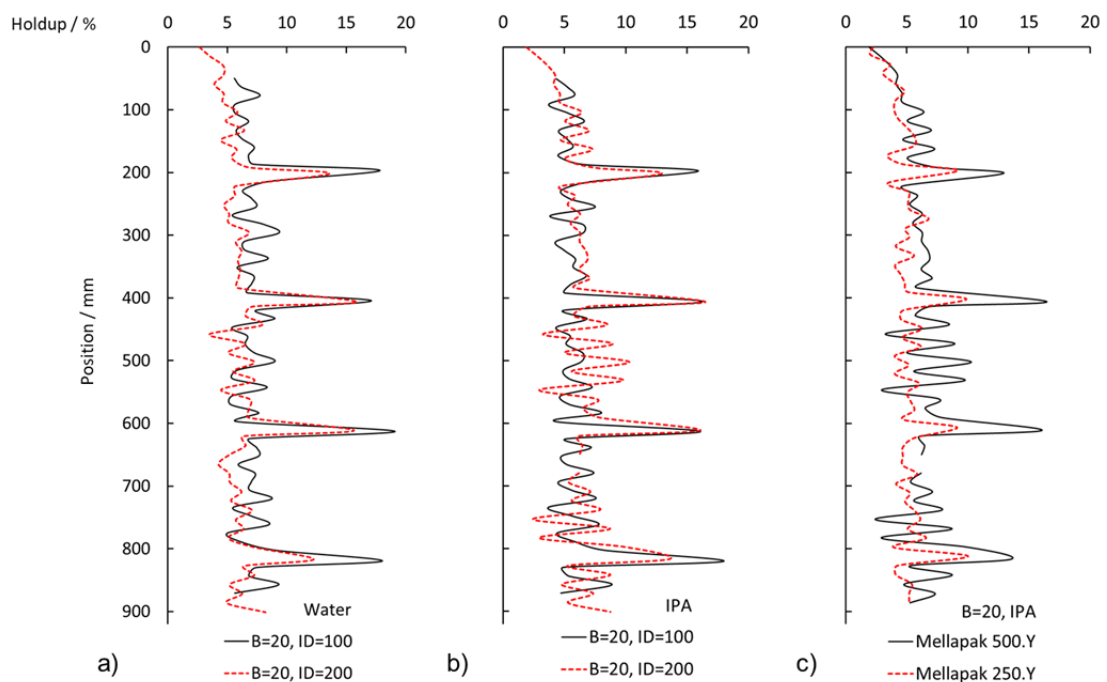 Holdup / %
0 5 10 15 20
0 5 10 15 20
0 5 10 15 20
Position / mm
0
100
200
300
400
500
600
700
800
900
Water
IPA
B=20, IPA
B=20, ID=100
B=20, ID=200
B=20, ID=100
B=20, ID=200
Mellapak 500.Y
Mellapak 250.Y
a)
b)
c)